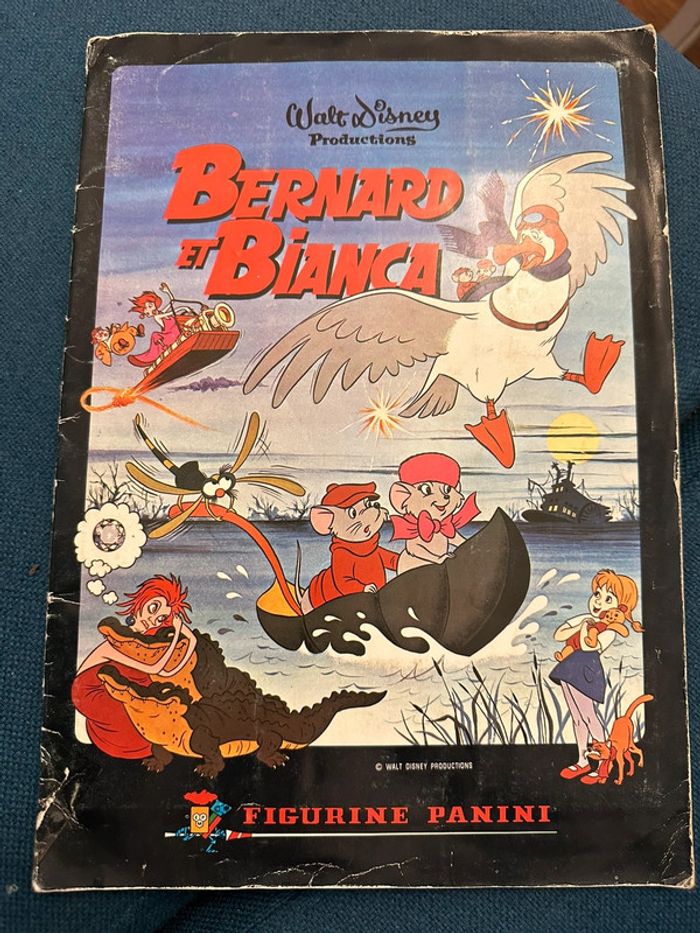 Walt Disney
Productions
BERNARD
ET BIANCA
© WALT DISNEY PRODUCTIONS
FIGURINE PANINI